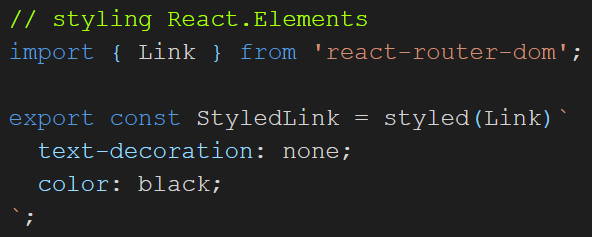 // styling React.Elements
import { Link } from 'react-router-dom';

export const StyledLink = styled(Link)`
  text-decoration: none;
  color: black;
`;